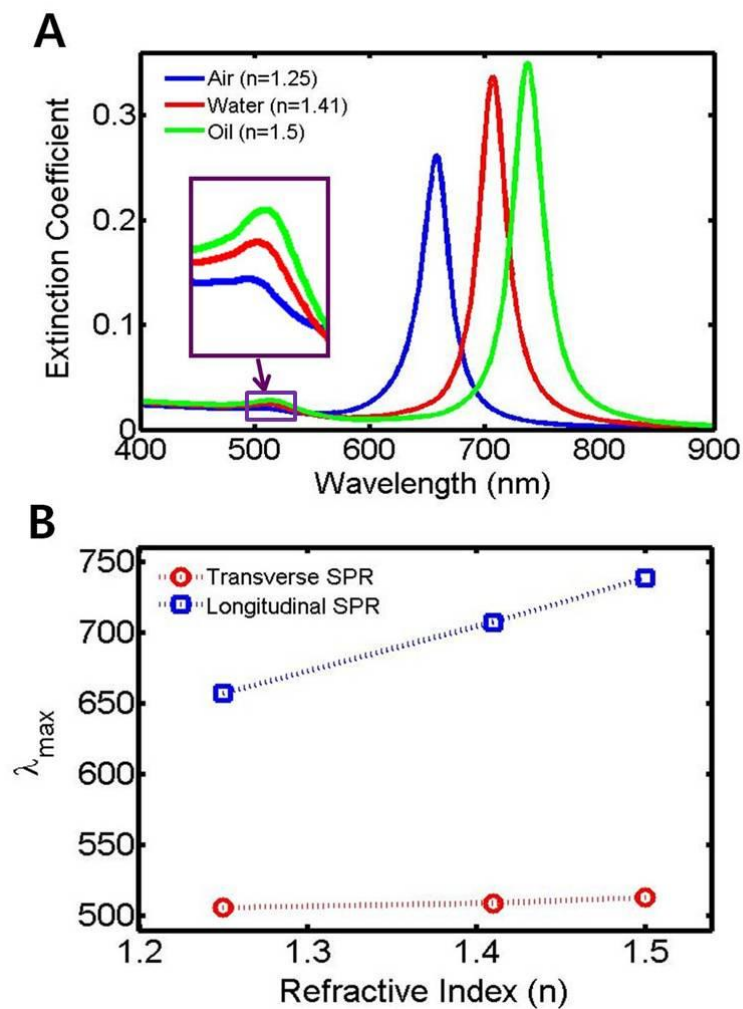 A
Air (n=1.25)
Water (n=1.41)
Oil (n=1.5)
Extinction Coefficient
0.3
0.2
0.1
0
400 500 600 700 800 900
Wavelength (nm)
B
Transverse SPR
Longitudinal SPR
λmax
750
700
650
600
550
500
1.2 1.3 1.4 1.5
Refractive Index (n)